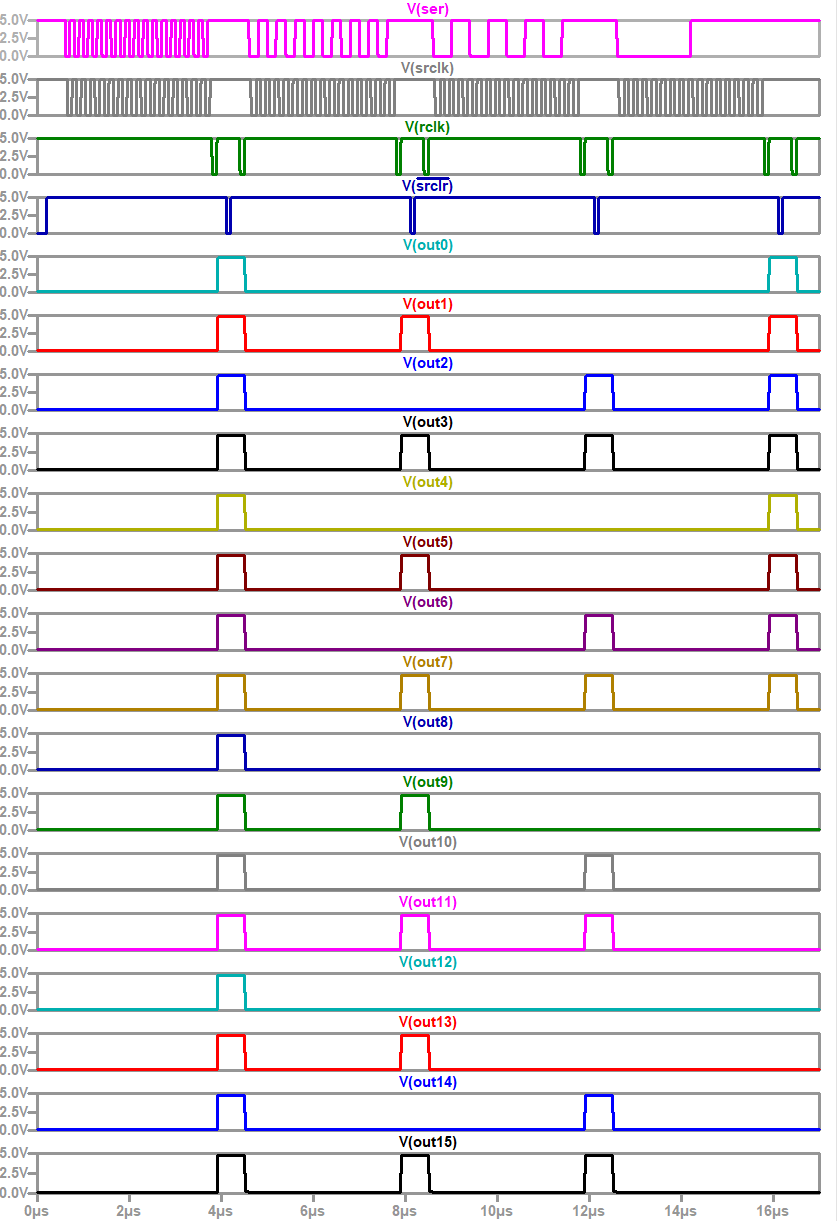 V(ser)
5.0V
2.5V
0.0V
V(srclk)
5.0V
2.5V
0.0V
V(rclk)
5.0V
2.5V
0.0V
V(srclr)
5.0V
2.5V
0.0V
V(out0)
5.0V
2.5V
0.0V
V(out1)
5.0V
2.5V
0.0V
V(out2)
5.0V
2.5V
0.0V
V(out3)
5.0V
2.5V
0.0V
V(out4)
5.0V
2.5V
0.0V
V(out5)
5.0V
2.5V
0.0V
V(out6)
5.0V
2.5V
0.0V
V(out7)
5.0V
2.5V
0.0V
V(out8)
5.0V
2.5V
0.0V
V(out9)
5.0V
2.5V
0.0V
V(out10)
5.0V
2.5V
0.0V
V(out11)
5.0V
2.5V
0.0V
V(out12)
5.0V
2.5V
0.0V
V(out13)
5.0V
2.5V
0.0V
V(out14)
5.0V
2.5V
0.0V
V(out15)
5.0V
2.5V
0.0V
0µs 2µs 4µs 6µs 8µs 10µs 12µs 14µs 16µs